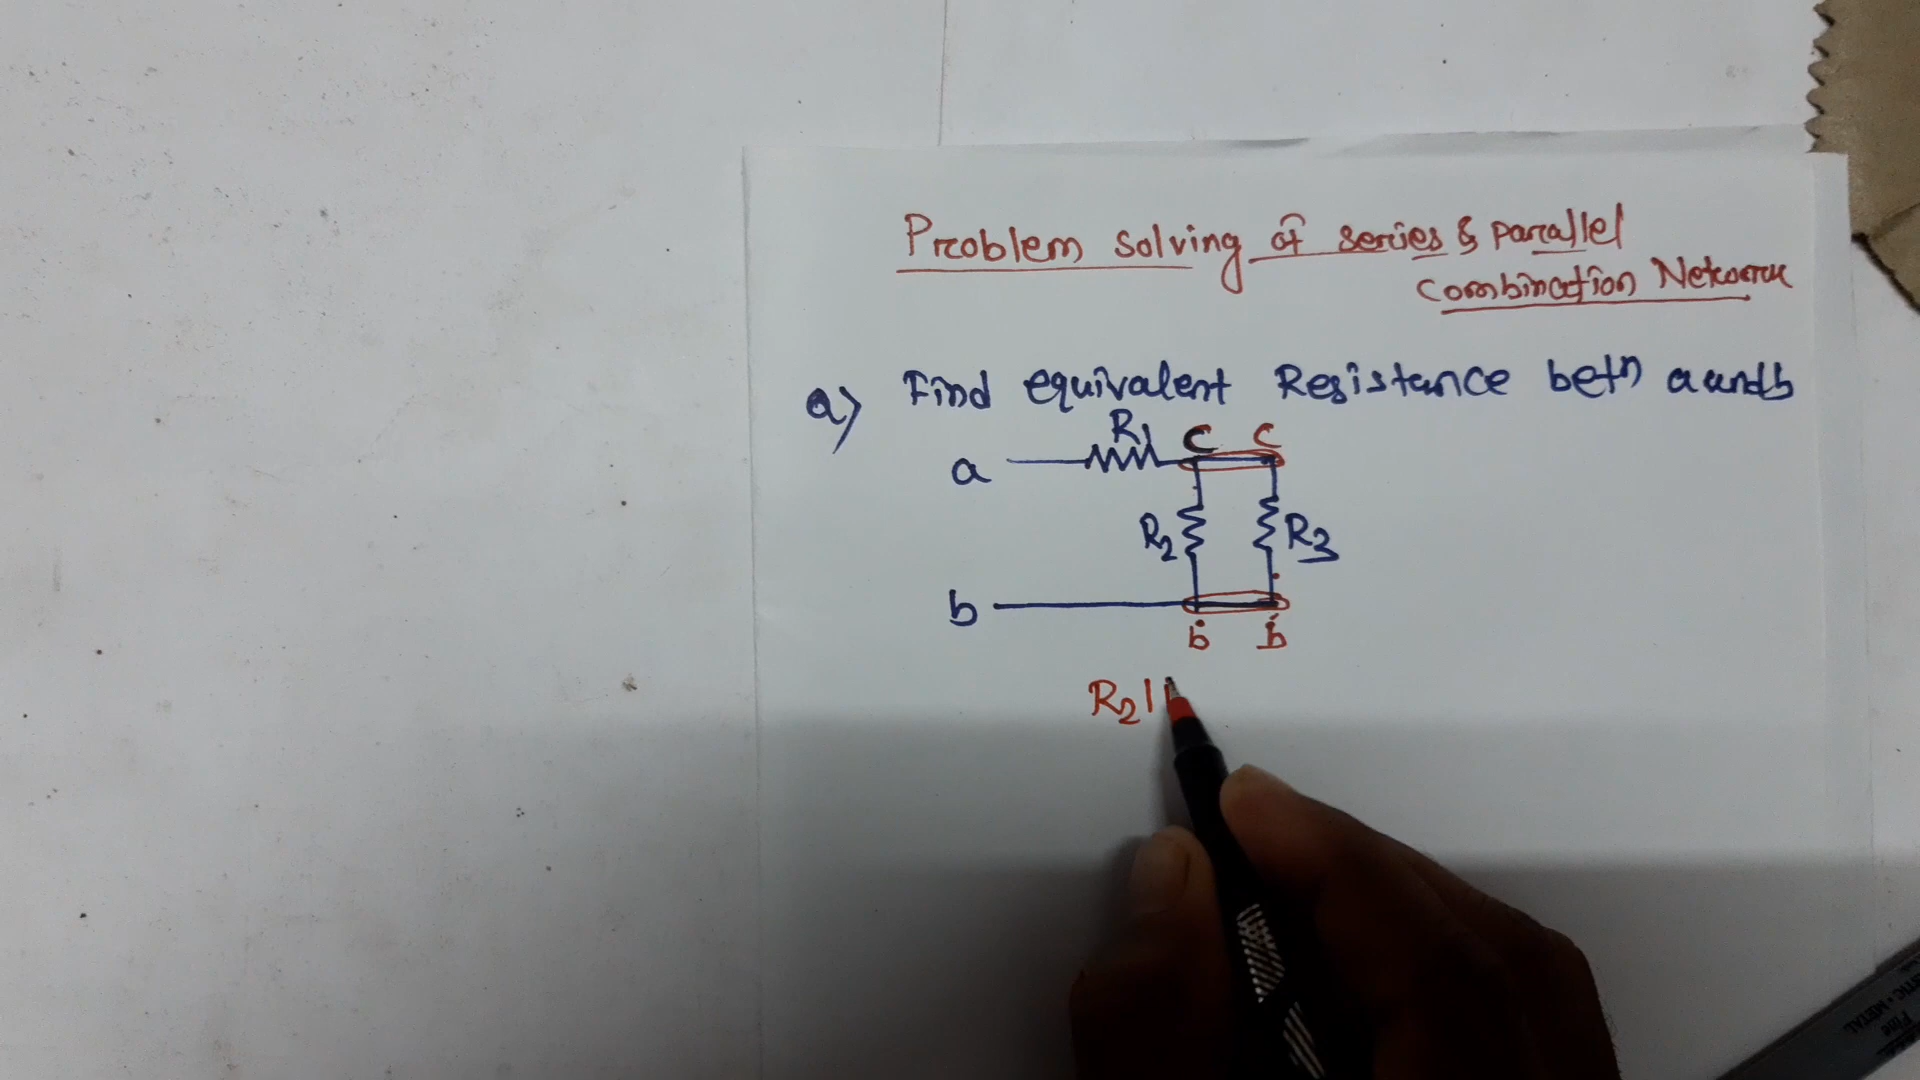 Problem solving of series & parallel
combination Network
Q) Find equivalent Resistance betn a and b
R1 C C
a
R2 R3
b
b b
R2 ||